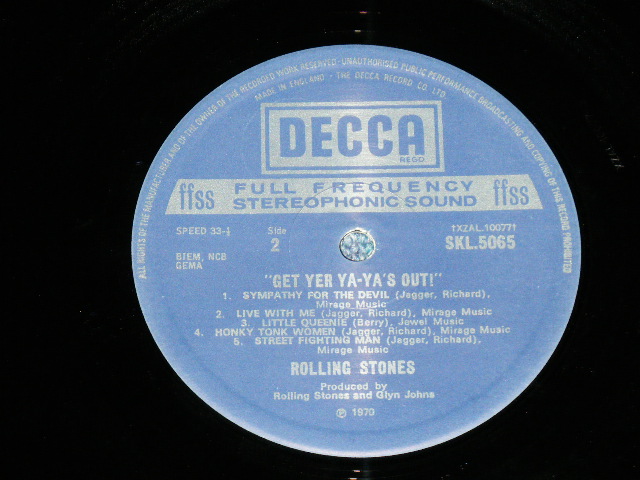 ALL RIGHTS OF THE MANUFACTURER AND OF THE OWNER OF THE RECORDED WORK RESERVED · UNAUTHORISED PUBLIC PERFORMANCE BROADCASTING AND COPYING OF THIS RECORD PROHIBITED
MADE IN ENGLAND · THE DECCA RECORD CO. LTD
DECCA
REGD
ffss FULL FREQUENCY STEREOPHONIC SOUND ffss
SPEED 33-⅓
Side
2
†XZAL.10077†
SKL.5065
BIEM, NCB
GEMA
"GET YER YA-YA'S OUT!"
1. SYMPATHY FOR THE DEVIL (Jagger, Richard),
Mirage Music
2. LIVE WITH ME (Jagger, Richard), Mirage Music
3. LITTLE QUEENIE (Berry), Jewel Music
4. HONKY TONK WOMEN (Jagger, Richard), Mirage Music
5. STREET FIGHTING MAN (Jagger, Richard),
Mirage Music
ROLLING STONES
Produced by
Rolling Stones and Glyn Johns
℗ 1970